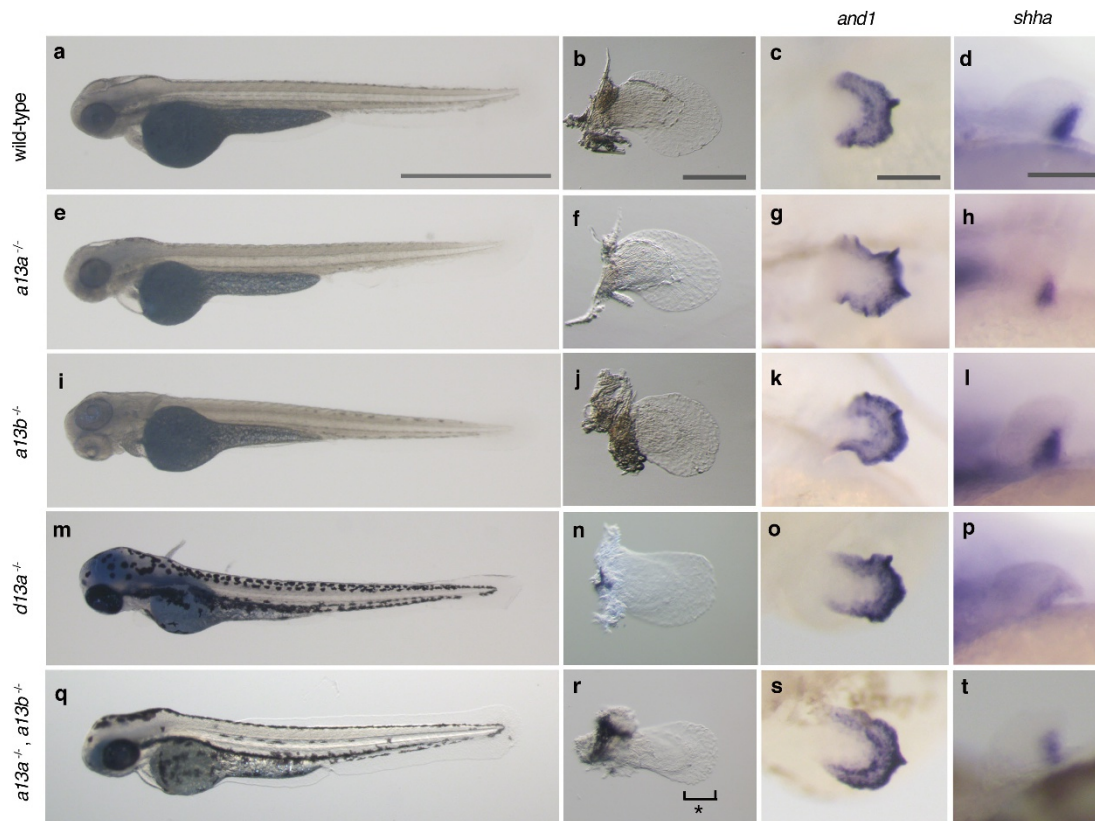 and1 shha
wild-type
a b c d
a13a-/-
e f g h
a13b-/-
i j k l
d13a-/-
m n o p
a13a-/-, a13b-/-
q r s t
*